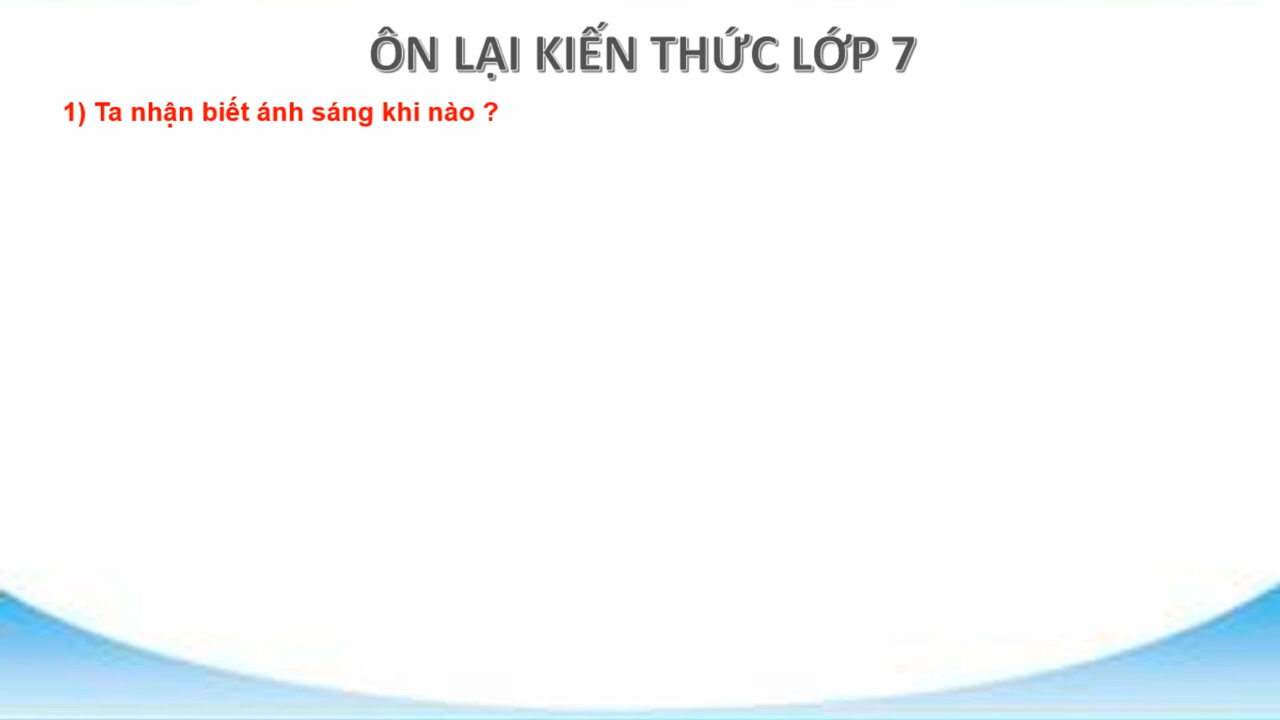 ÔN LẠI KIẾN THỨC LỚP 7
1) Ta nhận biết ánh sáng khi nào ?